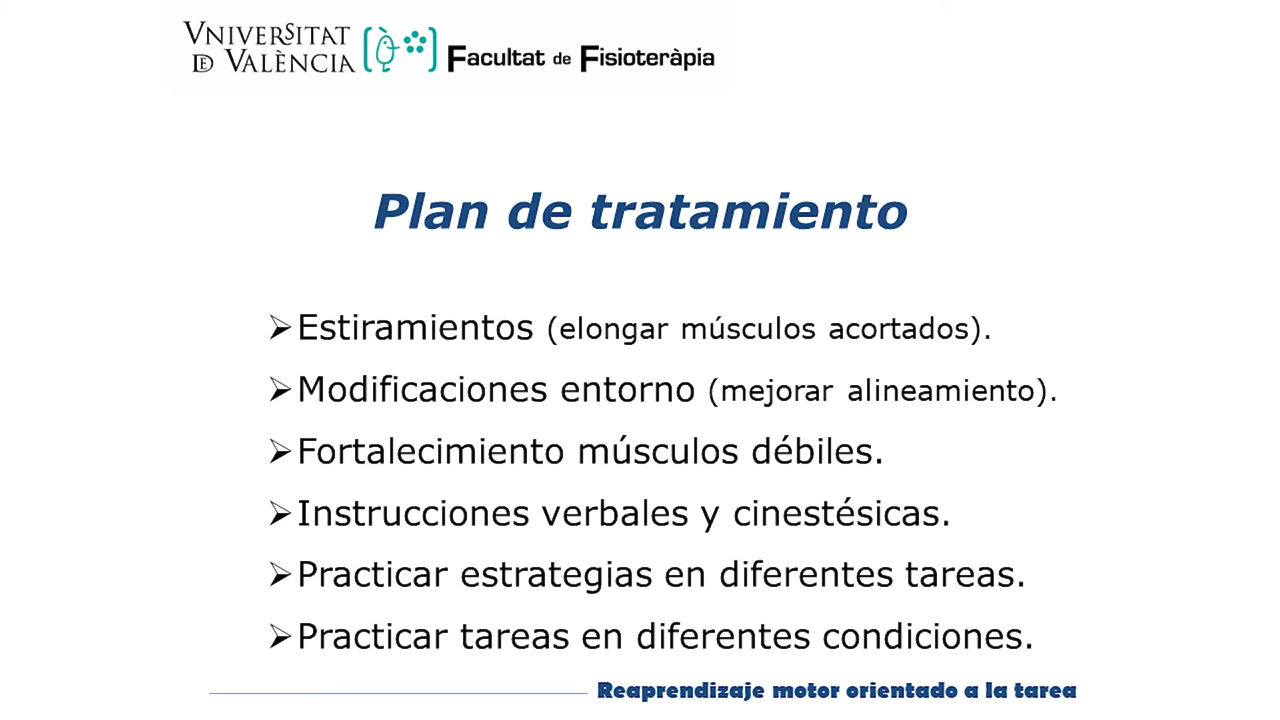 VNIVERSITAT
DE VALÈNCIA
Facultat de Fisioteràpia
Plan de tratamiento
➢Estiramientos (elongar músculos acortados).
➢Modificaciones entorno (mejorar alineamiento).
➢Fortalecimiento músculos débiles.
➢Instrucciones verbales y cinestésicas.
➢Practicar estrategias en diferentes tareas.
➢Practicar tareas en diferentes condiciones.
Reaprendizaje motor orientado a la tarea